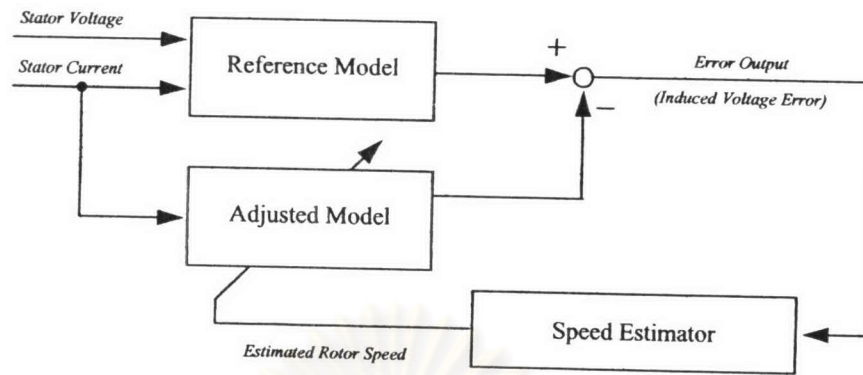 Stator Voltage
Stator Current
Reference Model
+
−
Error Output
(Induced Voltage Error)
Adjusted Model
Speed Estimator
Estimated Rotor Speed